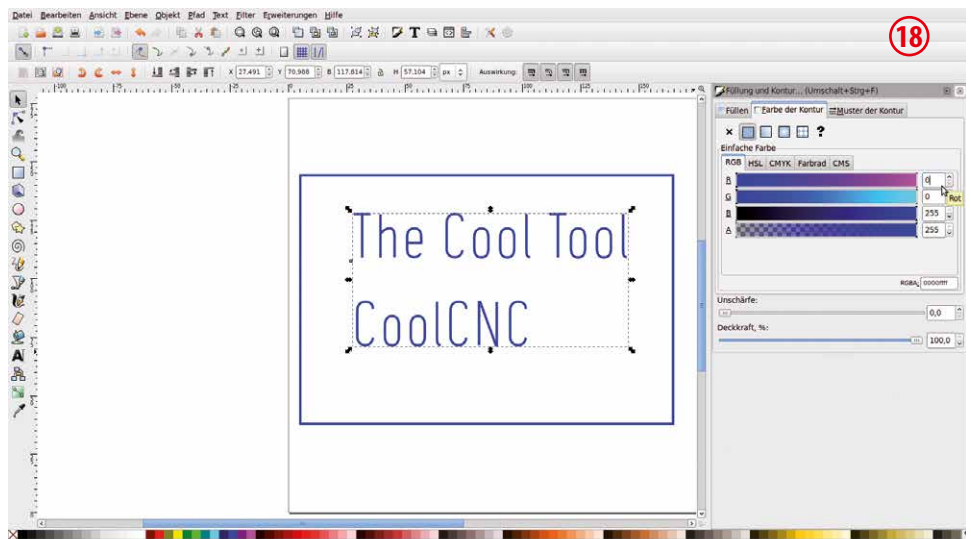 Datei Bearbeiten Ansicht Ebene Objekt Pfad Text Filter Erweiterungen Hilfe
18
X 27.491 Y 70.988 B 117.814 H 57.104 px Auswirkung:
Füllung und Kontur... (Umschalt+Strg+F)
Füllen Farbe der Kontur Muster der Kontur
?
Einfache Farbe
RGB HSL CMYK Farbrad CMS
R 0
G 0
Rot
B 255
A 255
RGBA: 0000ffff
Unschärfe:
0,0
Deckkraft, %:
100,0
The Cool Tool
CoolCNC